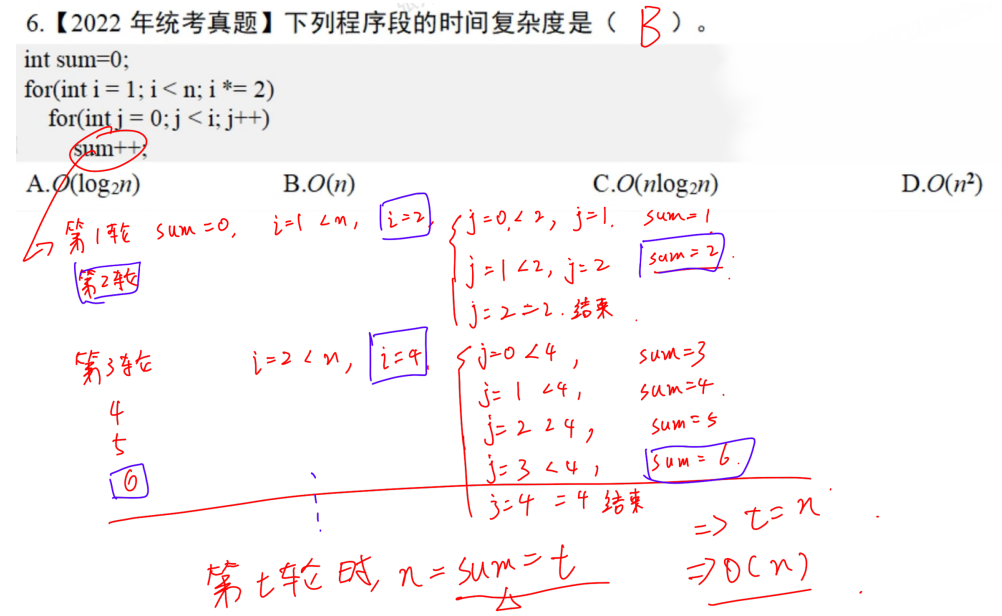 6.【2022 年统考真题】下列程序段的时间复杂度是（ B ）。
int sum=0;
for(int i = 1; i < n; i *= 2)
for(int j = 0; j < i; j++)
sum++;
A.O(log₂n) B.O(n) C.O(nlog₂n) D.O(n²)
第1轮 sum=0, i=1<n, i=2 j=0<2, j=1. sum=1
第2轮 j=1<2, j=2 sum=2
j=2=2. 结束
第3轮 i=2<n, i=4 j=0<4, sum=3
4 j=1<4, sum=4
5 j=2<4, sum=5
6 j=3<4, sum=6
j=4=4 结束
=> t=n
第t轮时, n=sum=t => O(n)